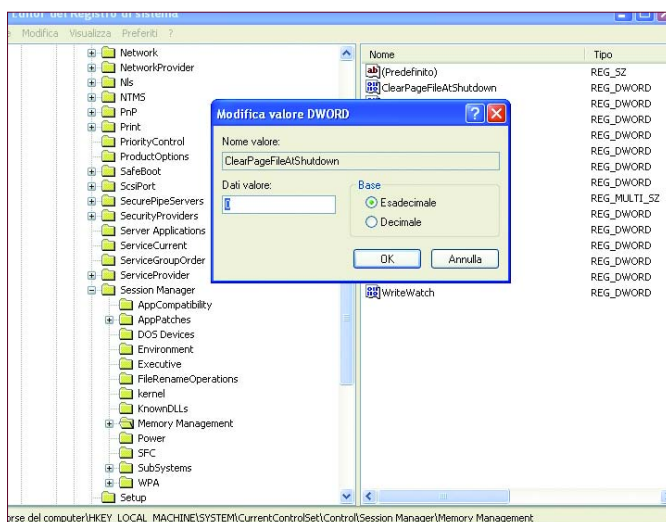 Editor del Registro di sistema
Modifica Visualizza Preferiti ?
Network
NetworkProvider
Nls
NTMS
PnP
Print
PriorityControl
ProductOptions
SafeBoot
ScsiPort
SecurePipeServers
SecurityProviders
Server Applications
ServiceCurrent
ServiceGroupOrder
ServiceProvider
Session Manager
AppCompatibility
AppPatches
DOS Devices
Environment
Executive
FileRenameOperations
kernel
KnownDLLs
Memory Management
Power
SFC
SubSystems
WPA
Setup
Nome Tipo
(Predefinito) REG_SZ
ClearPageFileAtShutdown REG_DWORD
REG_DWORD
REG_DWORD
REG_DWORD
REG_DWORD
REG_DWORD
REG_DWORD
REG_DWORD
REG_MULTI_SZ
REG_DWORD
REG_DWORD
REG_DWORD
REG_DWORD
REG_DWORD
WriteWatch REG_DWORD
Modifica valore DWORD
Nome valore:
ClearPageFileAtShutdown
Dati valore:
0
Base
Esadecimale
Decimale
OK Annulla
orse del computer\HKEY_LOCAL_MACHINE\SYSTEM\CurrentControlSet\Control\Session Manager\Memory Management